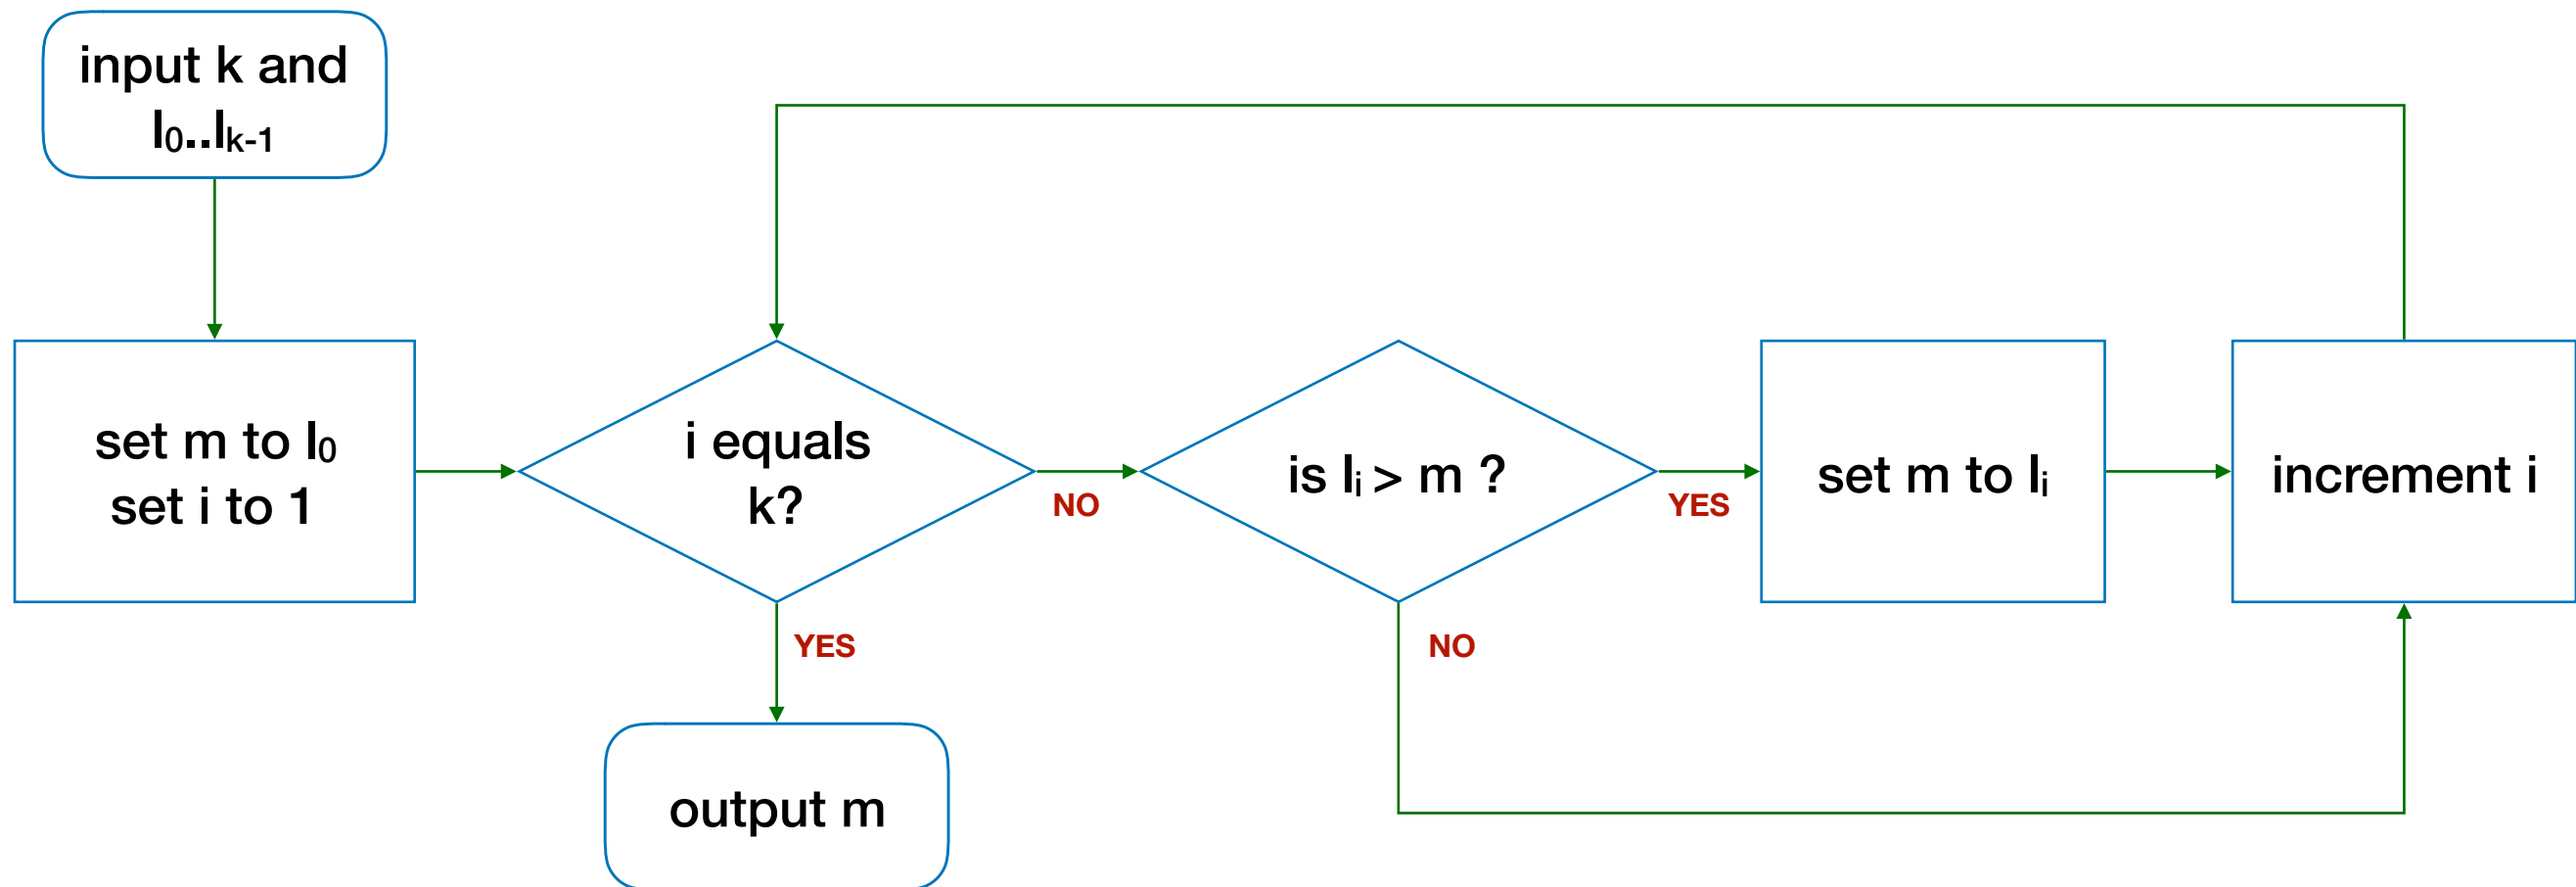 input k and
l₀..lₖ₋₁
set m to l₀
set i to 1
i equals
k?
NO
YES
is lᵢ > m ?
YES
NO
set m to lᵢ
increment i
output m